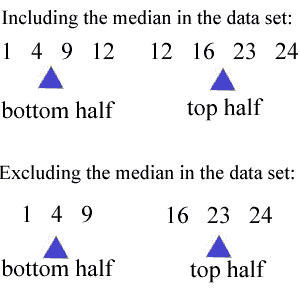 Including the median in the data set:
1 4 9 12 12 16 23 24
bottom half top half
Excluding the median in the data set:
1 4 9 16 23 24
bottom half top half